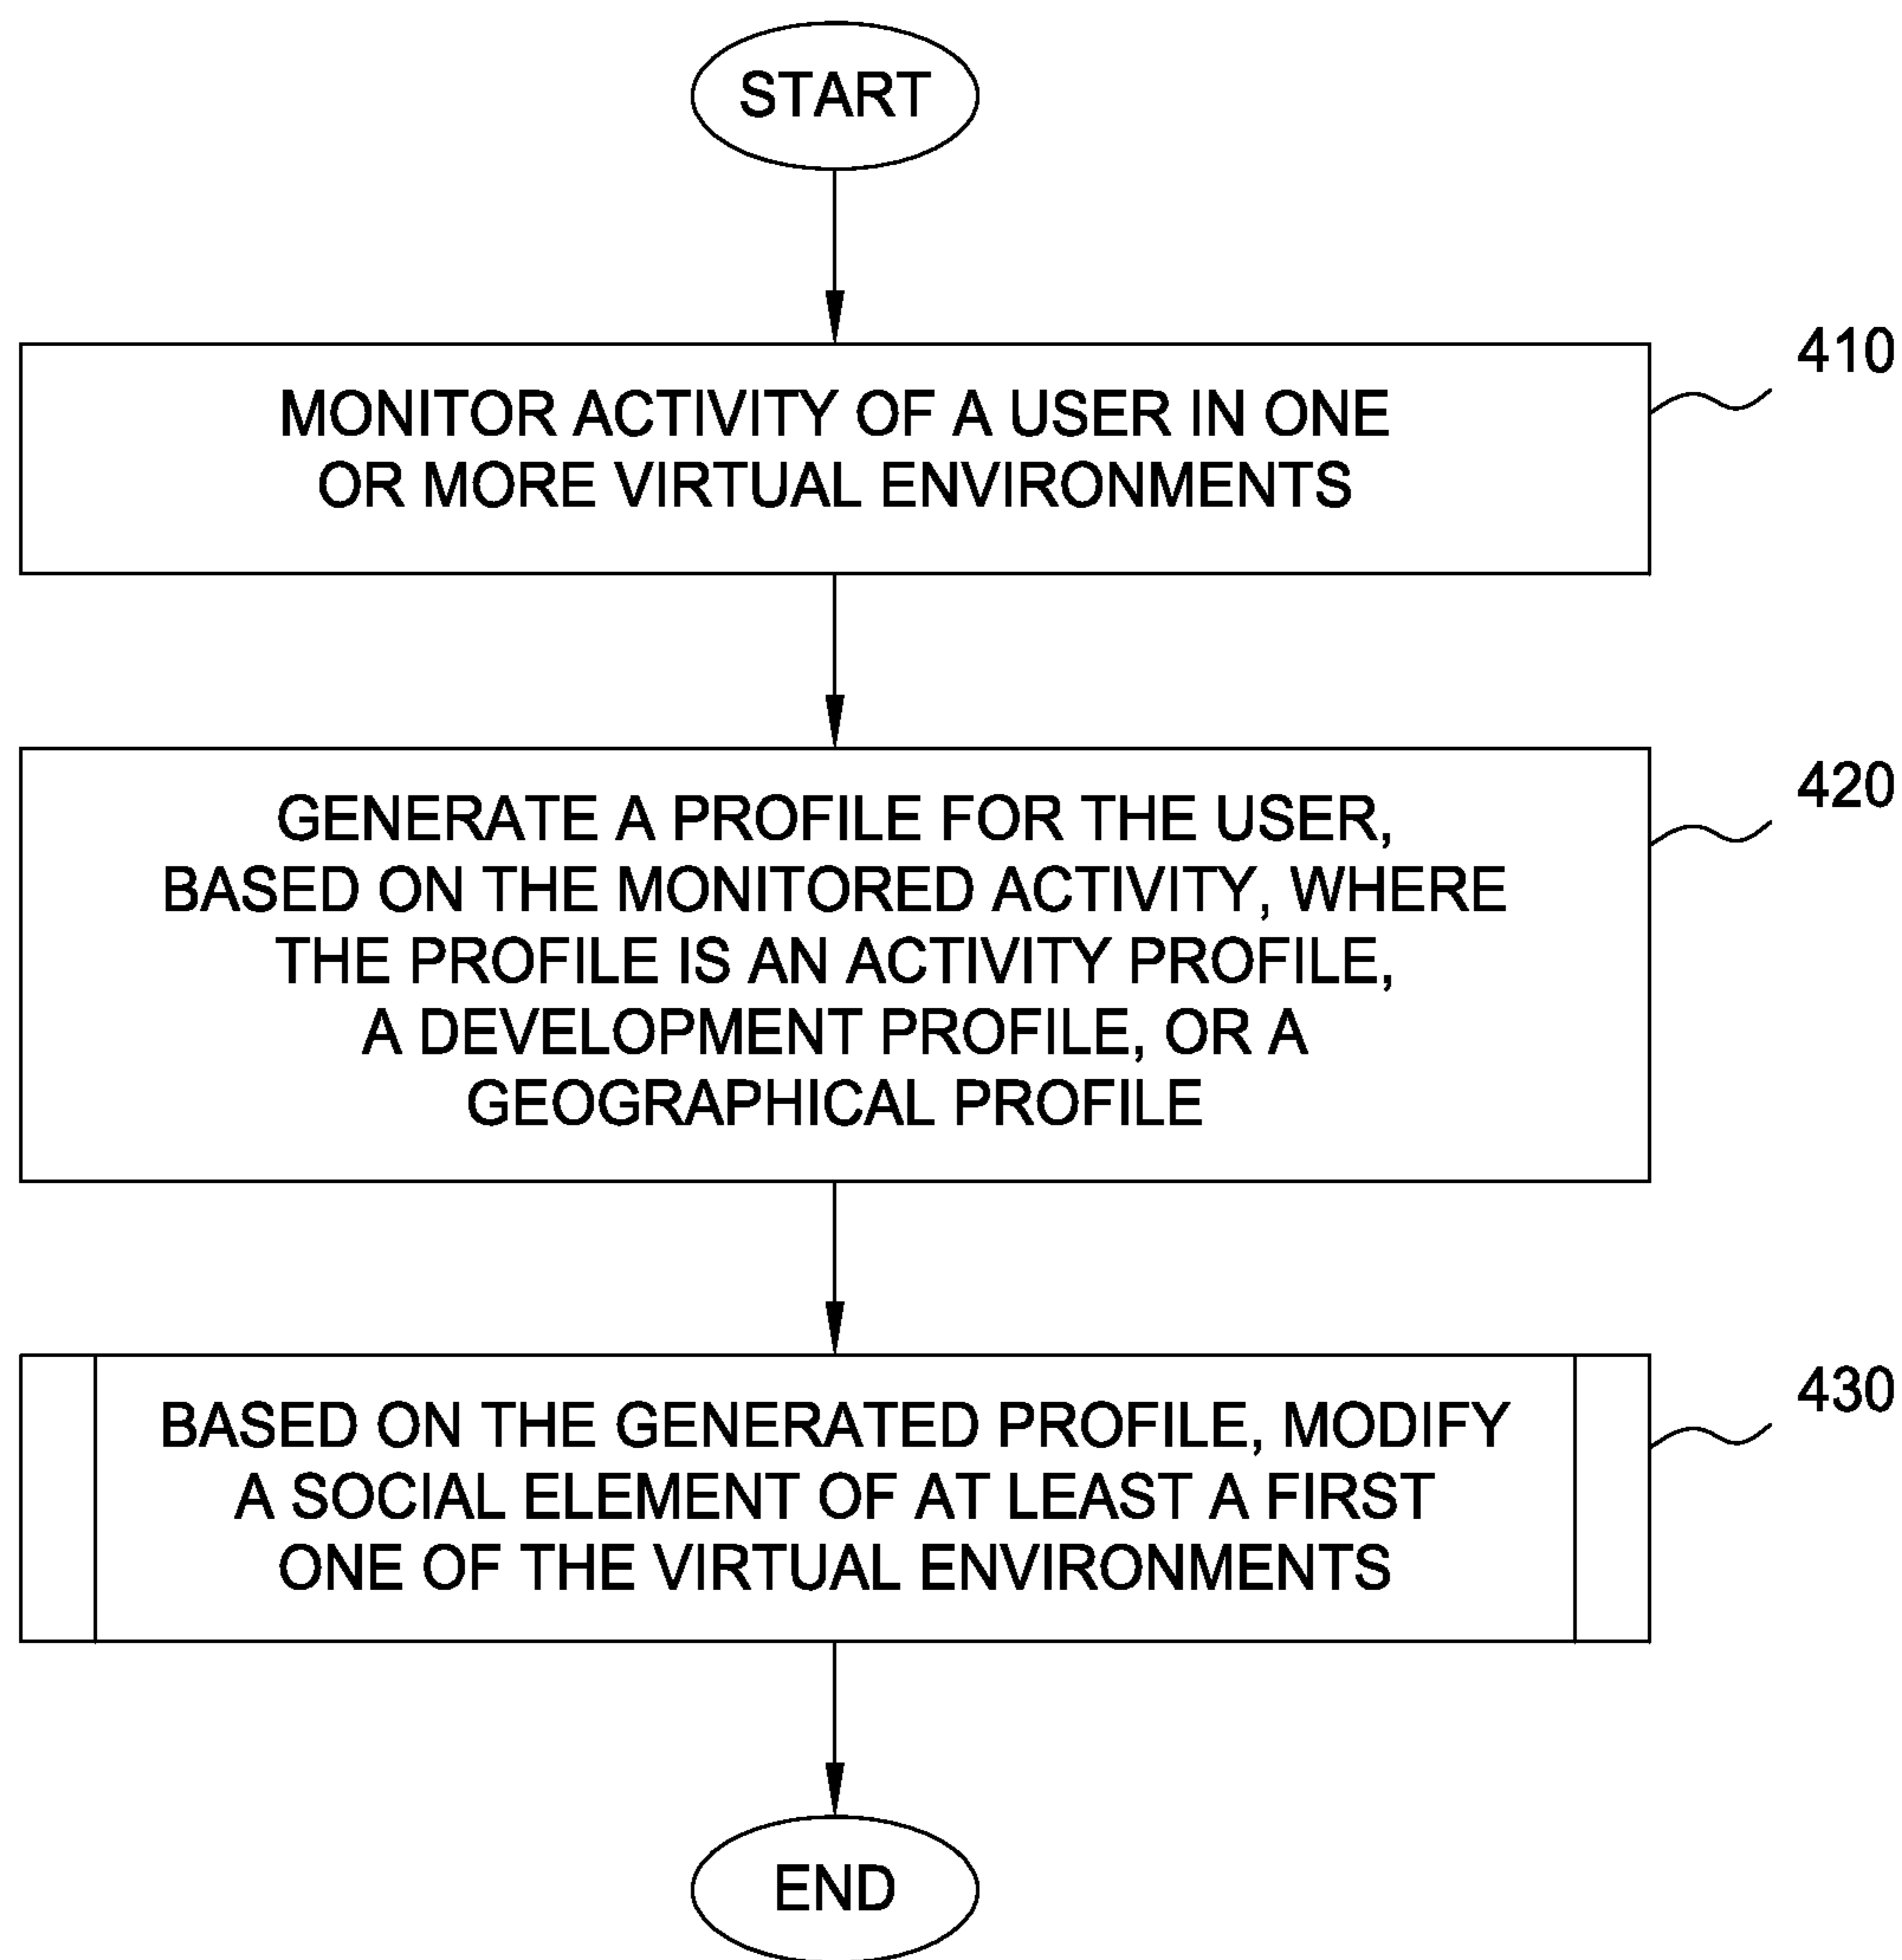 START
410
MONITOR ACTIVITY OF A USER IN ONE
OR MORE VIRTUAL ENVIRONMENTS
420
GENERATE A PROFILE FOR THE USER,
BASED ON THE MONITORED ACTIVITY, WHERE
THE PROFILE IS AN ACTIVITY PROFILE,
A DEVELOPMENT PROFILE, OR A
GEOGRAPHICAL PROFILE
430
BASED ON THE GENERATED PROFILE, MODIFY
A SOCIAL ELEMENT OF AT LEAST A FIRST
ONE OF THE VIRTUAL ENVIRONMENTS
END